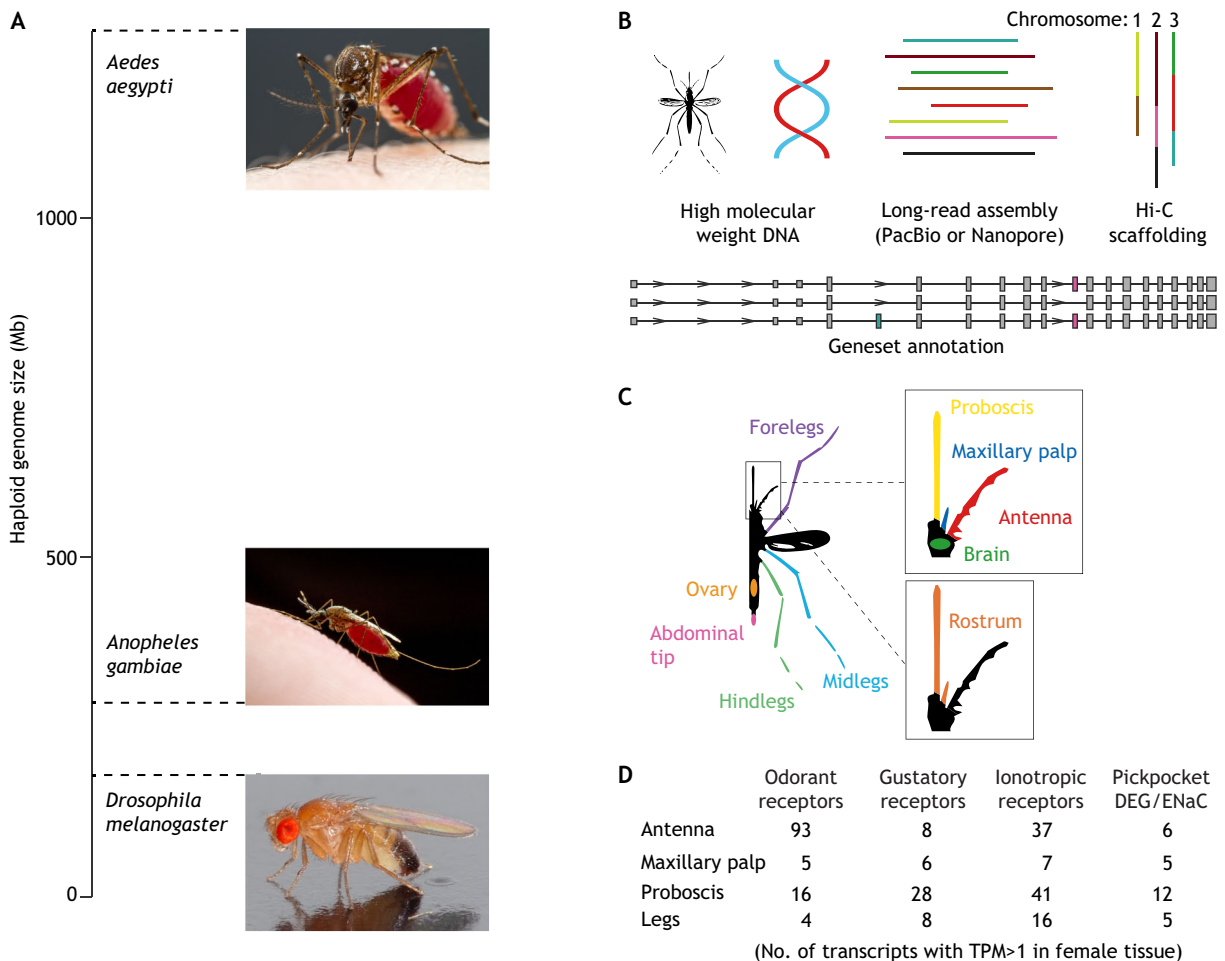 A
Aedes
aegypti
1000
Haploid genome size (Mb)
500
Anopheles
gambiae
Drosophila
melanogaster
0
B
Chromosome: 1 2 3
High molecular
weight DNA
Long-read assembly
(PacBio or Nanopore)
Hi-C
scaffolding
Geneset annotation
C
Forelegs
Ovary
Abdominal
tip
Hindlegs
Midlegs
Proboscis
Maxillary palp
Antenna
Brain
Rostrum
D
Odorant receptors Gustatory receptors Ionotropic receptors Pickpocket DEG/ENaC
Antenna 93 8 37 6
Maxillary palp 5 6 7 5
Proboscis 16 28 41 12
Legs 4 8 16 5
(No. of transcripts with TPM>1 in female tissue)